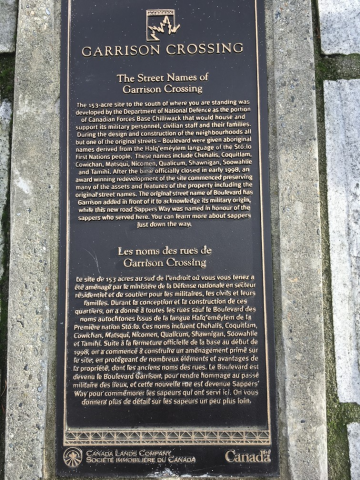 GARRISON CROSSING
The Street Names of
Garrison Crossing
The 153-acre site to the south of where you are standing was
developed by the Department of National Defence as the portion
of Canadian Forces Base Chilliwack that would house and
support its military personnel, civilian staff and their families.
During the design and construction of the neighbourhoods all
but one of the original streets – Boulevard were given aboriginal
names derived from the Halq'eméylem language of the Stó:lo
First Nations people. These names include Chehalis, Coquitlam,
Cowichan, Matsqui, Nicomen, Qualicum, Shawnigan, Soowahlie
and Tamihi. After the base officially closed in early 1998, an
award winning redevelopment of the site commenced preserving
many of the assets and features of the property including the
original street names. The original street name of Boulevard has
Garrison added in front of it to acknowledge its military origin,
while this new road Sappers Way was named in honour of the
sappers who served here. You can learn more about sappers
just down the way.
Les noms des rues de
Garrison Crossing
Le site de 153 acres au sud de l'endroit où vous vous tenez a
été aménagé par le ministère de la Défense nationale en secteur
résidentiel et de soutien pour les militaires, les civils et leurs
familles. Durant la conception et la construction de ces
quartiers, on a donné à toutes les rues sauf le Boulevard des
noms autochtones issus de la langue Halq'eméylem de la
Première nation Stó:lo. Ces noms incluent Chehalis, Coquitlam,
Cowichan, Matsqui, Nicomen, Qualicum, Shawnigan, Soowahlie
et Tamihi. Suite à la fermeture officielle de la base au début de
1998, on a commencé à construire un aménagement primé sur
le site, en protégeant de nombreux éléments et avantages de
la propriété, dont les anciens noms des rues. Le Boulevard est
devenu le Boulevard Garrison, pour rendre hommage au passé
militaire des lieux, et cette nouvelle rue est devenue Sappers'
Way pour commémorer les sapeurs qui ont servi ici. On vous
donnera plus de détail sur les sapeurs un peu plus loin.
CANADA LANDS COMPANY
SOCIÉTÉ IMMOBILIÈRE DU CANADA
Canada